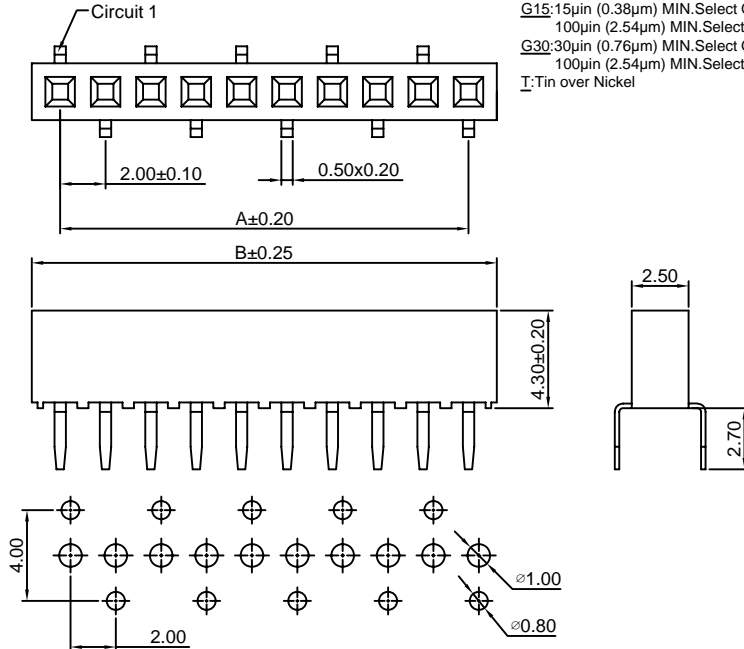 Circuit 1
G15:15µin (0.38µm) MIN.Select
100µin (2.54µm) MIN.Select
G30:30µin (0.76µm) MIN.Select
100µin (2.54µm) MIN.Select
T:Tin over Nickel
2.00±0.10
0.50x0.20
A±0.20
B±0.25
2.50
4.30±0.20
2.70
4.00
⌀1.00
⌀0.80
2.00